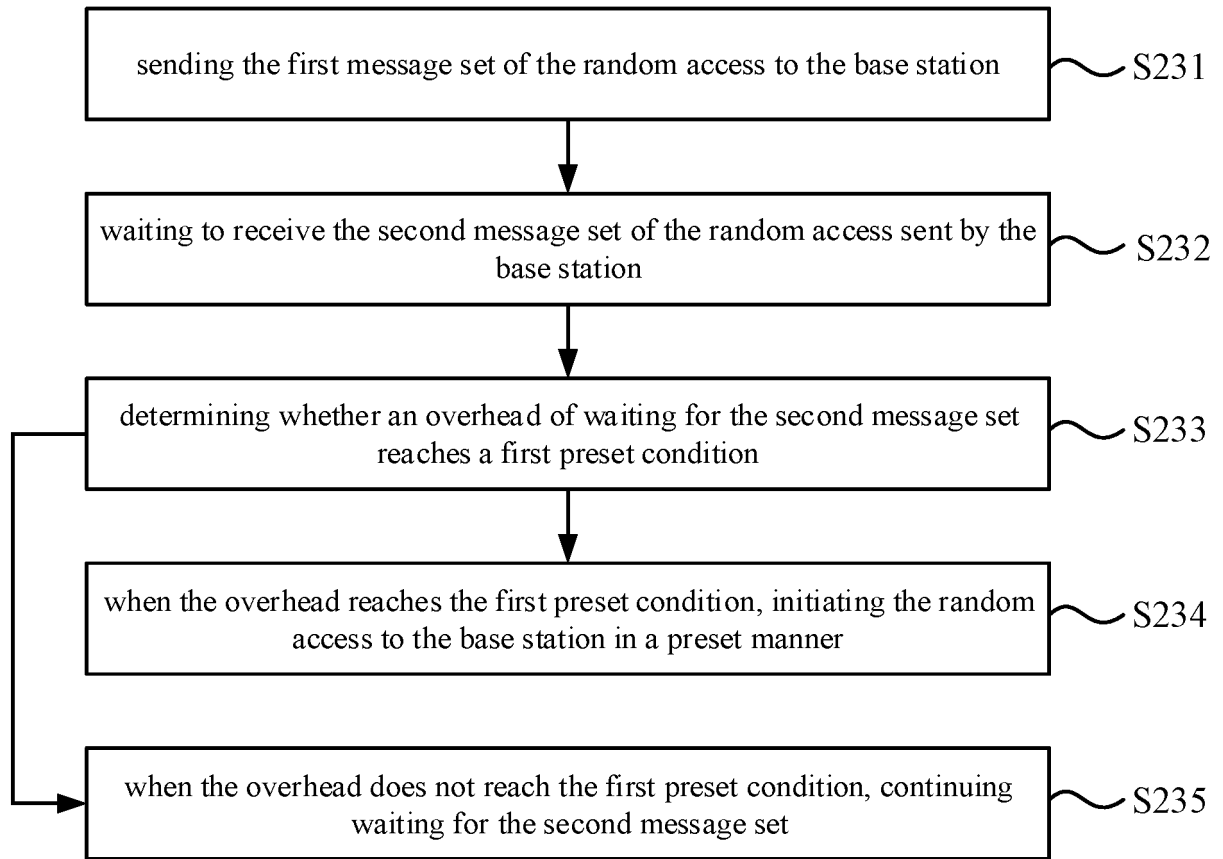 sending the first message set of the random access to the base station
S231
waiting to receive the second message set of the random access sent by the
base station
S232
determining whether an overhead of waiting for the second message set
reaches a first preset condition
S233
when the overhead reaches the first preset condition, initiating the random
access to the base station in a preset manner
S234
when the overhead does not reach the first preset condition, continuing
waiting for the second message set
S235